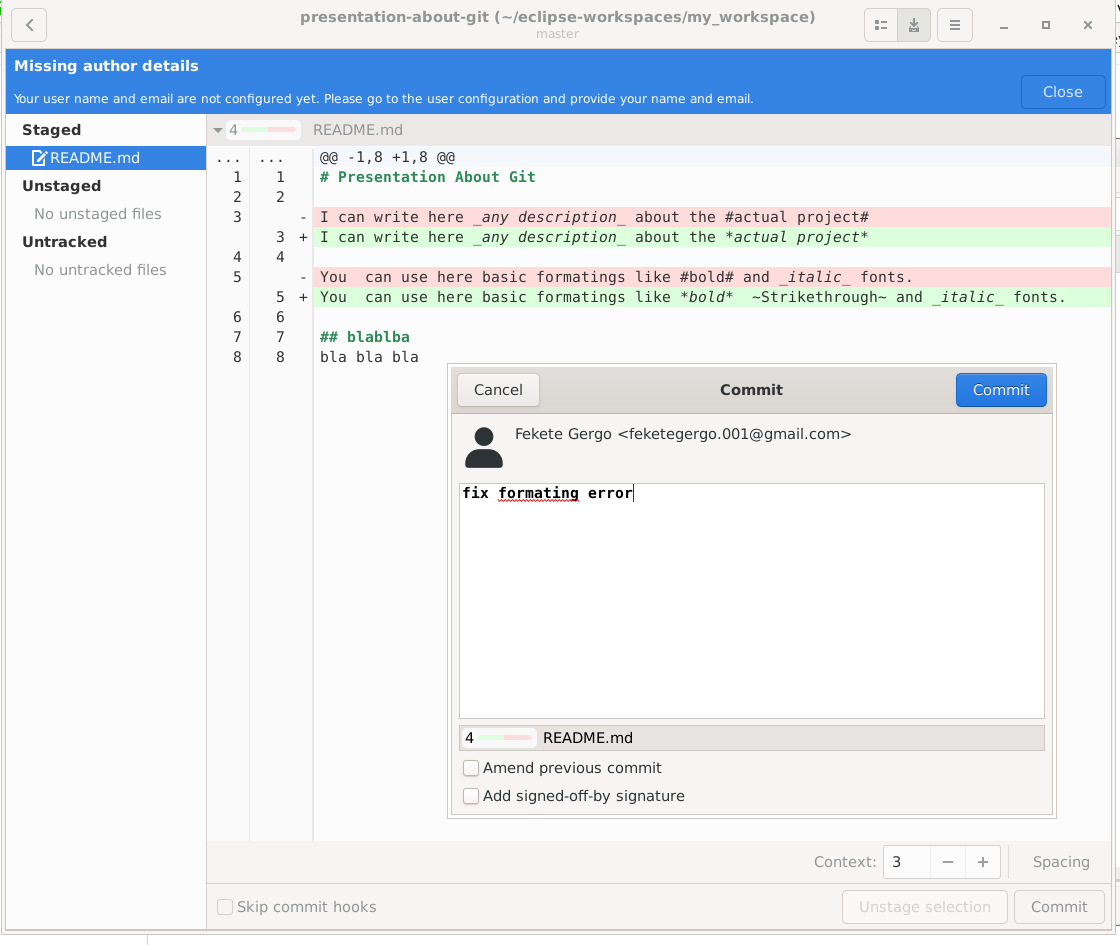 presentation-about-git (~/eclipse-workspaces/my_workspace)
master
Missing author details
Your user name and email are not configured yet. Please go to the user configuration and provide your name and email.
Close
Staged
README.md
Unstaged
No unstaged files
Untracked
No untracked files
4 README.md
... ... @@ -1,8 +1,8 @@
1 1 # Presentation About Git
2 2
3 - I can write here _any description_ about the #actual project#
3 + I can write here _any description_ about the *actual project*
4 4
5 - You  can use here basic formatings like #bold# and _italic_ fonts.
5 + You  can use here basic formatings like *bold*  ~Strikethrough~ and _italic_ fonts.
6 6
7 7 ## blablba
8 8 bla bla bla
Cancel
Commit
Commit
Fekete Gergo <feketegergo.001@gmail.com>
fix formating error
4 README.md
Amend previous commit
Add signed-off-by signature
Context: 3 − + Spacing
Skip commit hooks
Unstage selection
Commit